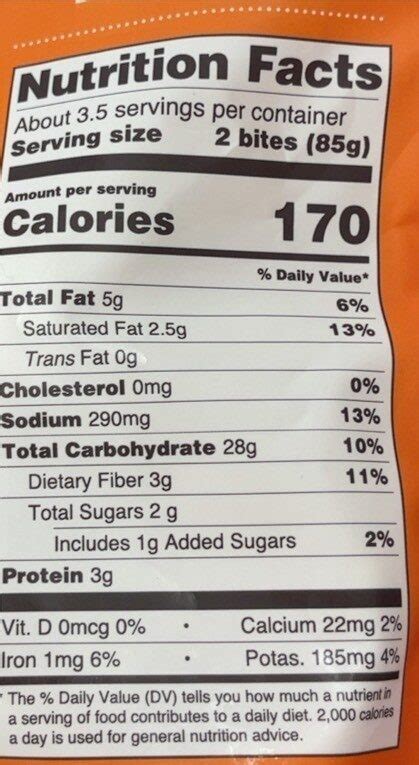 Nutrition Facts
About 3.5 servings per container
Serving size 2 bites (85g)
Amount per serving
Calories 170
% Daily Value*
Total Fat 5g 6%
Saturated Fat 2.5g 13%
Trans Fat 0g
Cholesterol 0mg 0%
Sodium 290mg 13%
Total Carbohydrate 28g 10%
Dietary Fiber 3g 11%
Total Sugars 2 g
Includes 1g Added Sugars 2%
Protein 3g
Vit. D 0mcg 0% • Calcium 22mg 2%
Iron 1mg 6% • Potas. 185mg 4%
* The % Daily Value (DV) tells you how much a nutrient in
a serving of food contributes to a daily diet. 2,000 calories
a day is used for general nutrition advice.